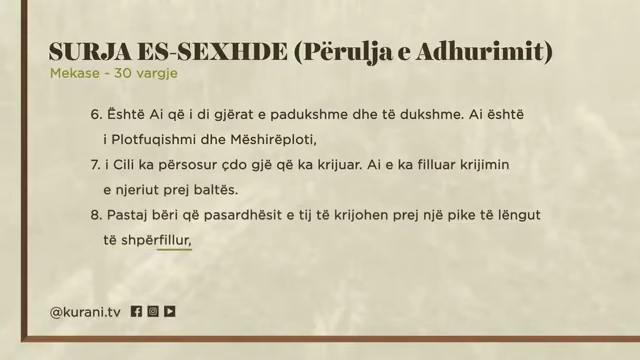 SURJA ES-SEXHDE (Përulja e Adhurimit)
Mekase - 30 vargje
6. Është Ai që i di gjërat e padukshme dhe të dukshme. Ai është
i Plotfuqishmi dhe Mëshirëploti,
7. i Cili ka përsosur çdo gjë që ka krijuar. Ai e ka filluar krijimin
e njeriut prej baltës.
8. Pastaj bëri që pasardhësit e tij të krijohen prej një pike të lëngut
të shpërfillur,
@kurani.tv